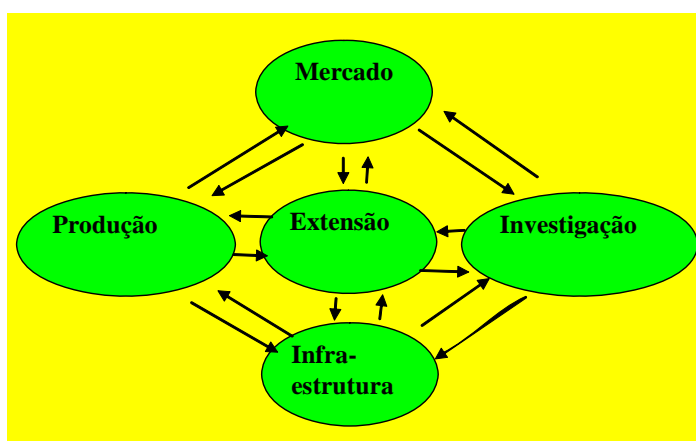 Mercado
Produção
Extensão
Investigação
Infra-
estrutura